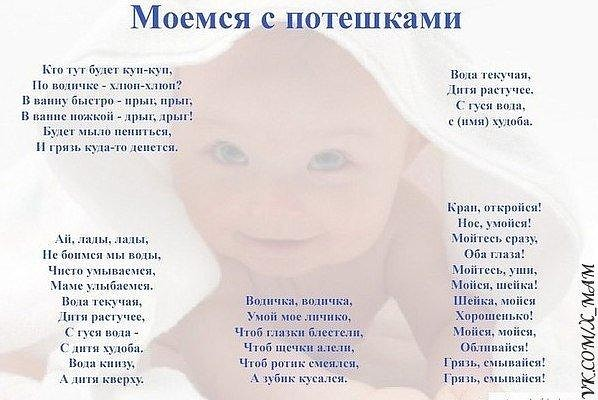 Моемся с потешками
Кто тут будет куп-куп,
По водичке - хлюп-хлюп?
В ванну быстро - прыг, прыг,
В ванне ножкой - дрыг, дрыг!
Будет мыло пениться,
И грязь куда-то денется.
Вода текучая,
Дитя растучее.
С гуся вода,
с (имя) худоба.
Ай, лады, лады,
Не боимся мы воды,
Чисто умываемся,
Маме улыбаемся.
Вода текучая,
Дитя растучее,
С гуся вода -
С дитя худоба.
Вода книзу,
А дитя кверху.
Водичка, водичка,
Умой мое личико,
Чтоб глазки блестели,
Чтоб щечки алели,
Чтоб ротик смеялся,
А зубик кусался.
Кран, откройся!
Нос, умойся!
Мойтесь сразу,
Оба глаза!
Мойтесь, уши,
Мойся, шейка!
Шейка, мойся
Хорошенько!
Мойся, мойся,
Обливайся!
Грязь, смывайся!
Грязь, смывайся!
VK.COM/X_MAM